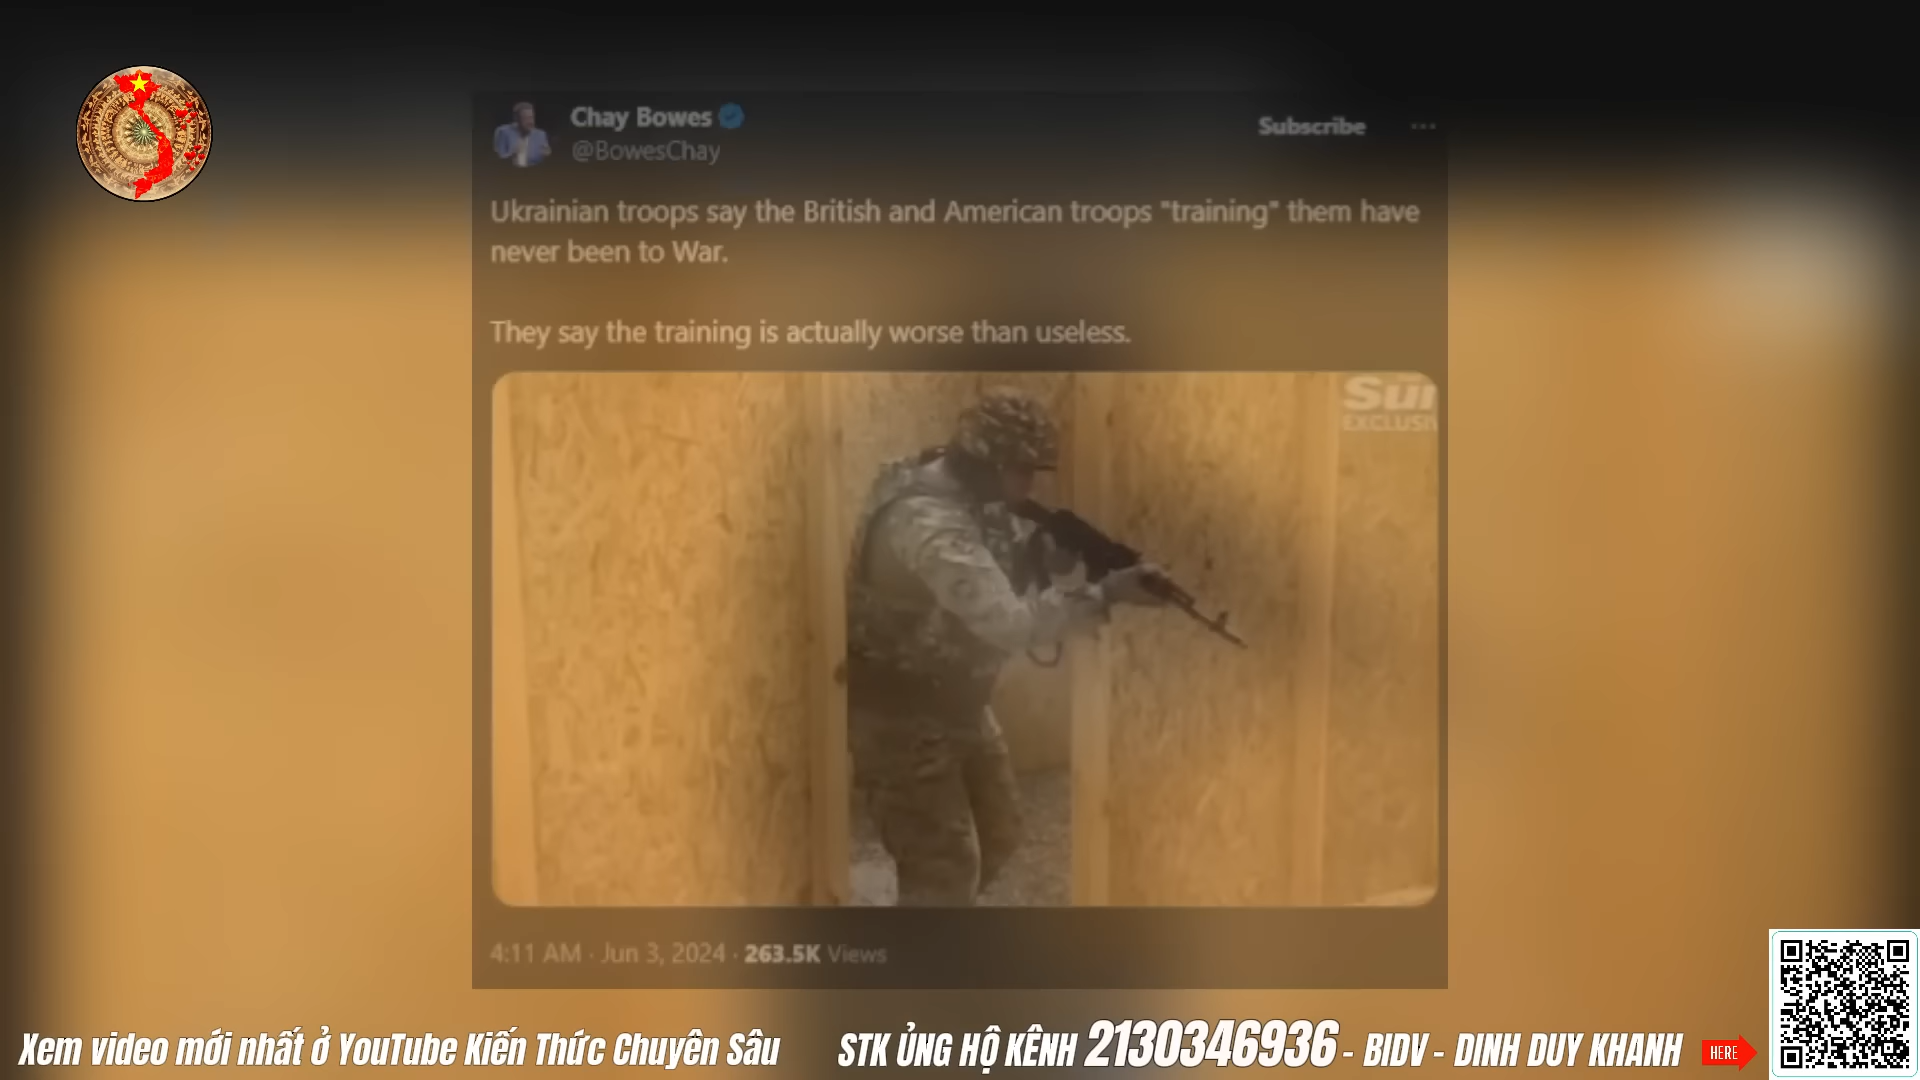 Chay Bowes
@BowesChay
Subscribe
Ukrainian troops say the British and American troops "training" them have
never been to War.
They say the training is actually worse than useless.
Sun
EXCLUSI
4:11 AM · Jun 3, 2024 · 263.5K Views
Xem video mới nhất ở YouTube Kiến Thức Chuyên Sâu
STK ỦNG HỘ KÊNH 2130346936 - BIDV - DINH DUY KHANH
HERE